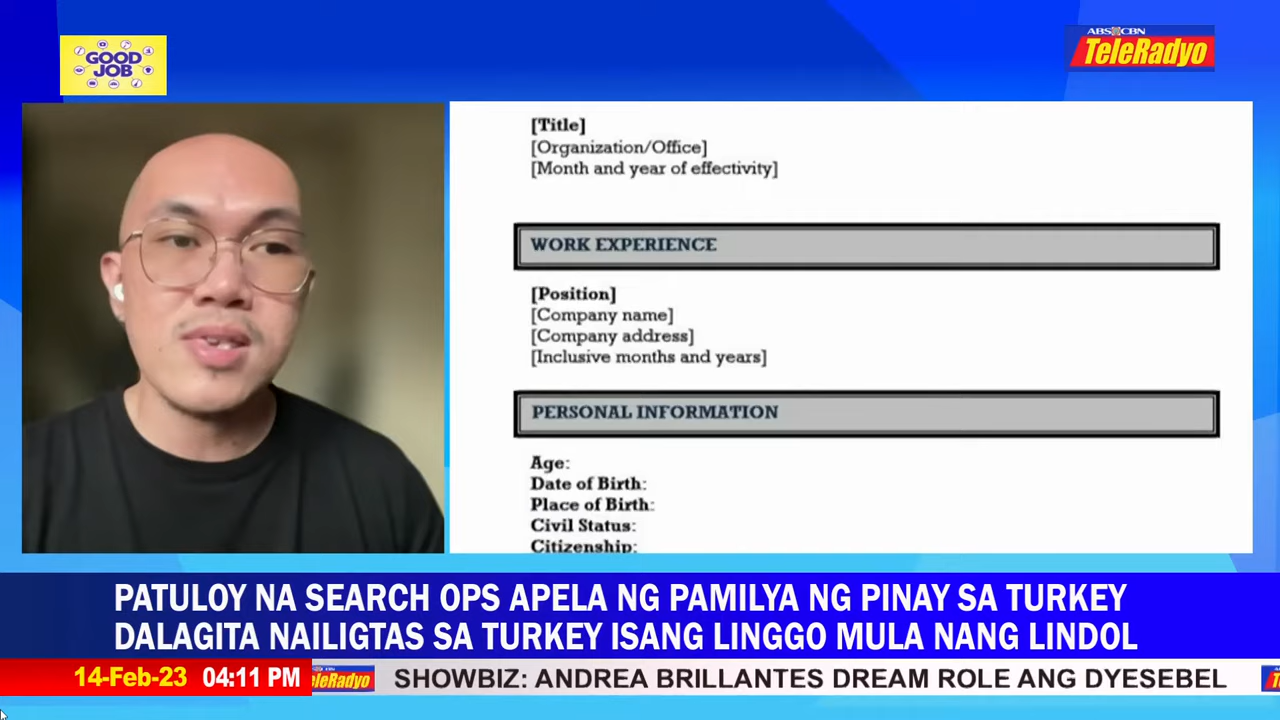 GOOD
JOB
ABS-CBN
TeleRadyo
[Title]
[Organization/Office]
[Month and year of effectivity]
WORK EXPERIENCE
[Position]
[Company name]
[Company address]
[Inclusive months and years]
PERSONAL INFORMATION
Age:
Date of Birth:
Place of Birth:
Civil Status:
Citizenship:
PATULOY NA SEARCH OPS APELA NG PAMILYA NG PINAY SA TURKEY
DALAGITA NAILIGTAS SA TURKEY ISANG LINGGO MULA NANG LINDOL
14-Feb-23 04:11 PM TeleRadyo SHOWBIZ: ANDREA BRILLANTES DREAM ROLE ANG DYESEBEL